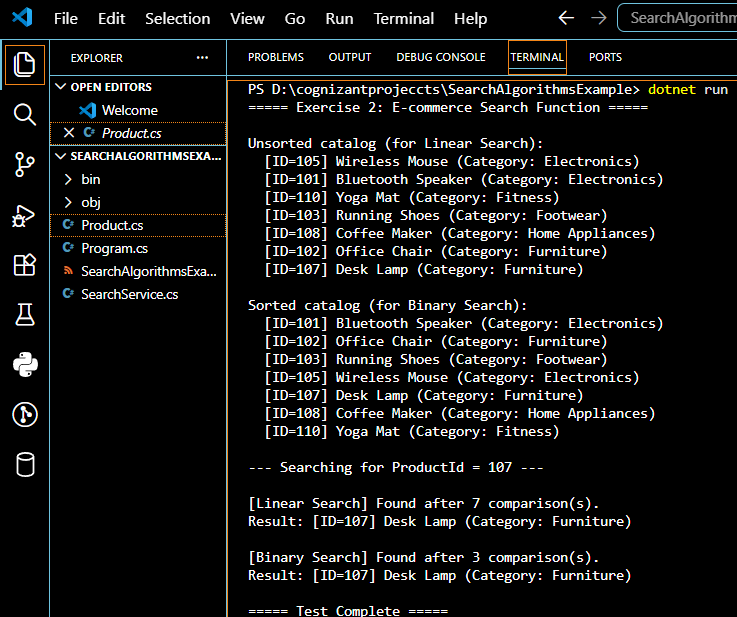 File Edit Selection View Go Run Terminal Help
SearchAlgorithm
EXPLORER
OPEN EDITORS
Welcome
Product.cs
SEARCHALGORITHMSEXA...
bin
obj
Product.cs
Program.cs
SearchAlgorithmsExa...
SearchService.cs
PROBLEMS OUTPUT DEBUG CONSOLE TERMINAL PORTS
PS D:\cognizantprojeccts\SearchAlgorithmsExample> dotnet run
===== Exercise 2: E-commerce Search Function =====
Unsorted catalog (for Linear Search):
[ID=105] Wireless Mouse (Category: Electronics)
[ID=101] Bluetooth Speaker (Category: Electronics)
[ID=110] Yoga Mat (Category: Fitness)
[ID=103] Running Shoes (Category: Footwear)
[ID=108] Coffee Maker (Category: Home Appliances)
[ID=102] Office Chair (Category: Furniture)
[ID=107] Desk Lamp (Category: Furniture)
Sorted catalog (for Binary Search):
[ID=101] Bluetooth Speaker (Category: Electronics)
[ID=102] Office Chair (Category: Furniture)
[ID=103] Running Shoes (Category: Footwear)
[ID=105] Wireless Mouse (Category: Electronics)
[ID=107] Desk Lamp (Category: Furniture)
[ID=108] Coffee Maker (Category: Home Appliances)
[ID=110] Yoga Mat (Category: Fitness)
--- Searching for ProductId = 107 ---
[Linear Search] Found after 7 comparison(s).
Result: [ID=107] Desk Lamp (Category: Furniture)
[Binary Search] Found after 3 comparison(s).
Result: [ID=107] Desk Lamp (Category: Furniture)
===== Test Complete =====